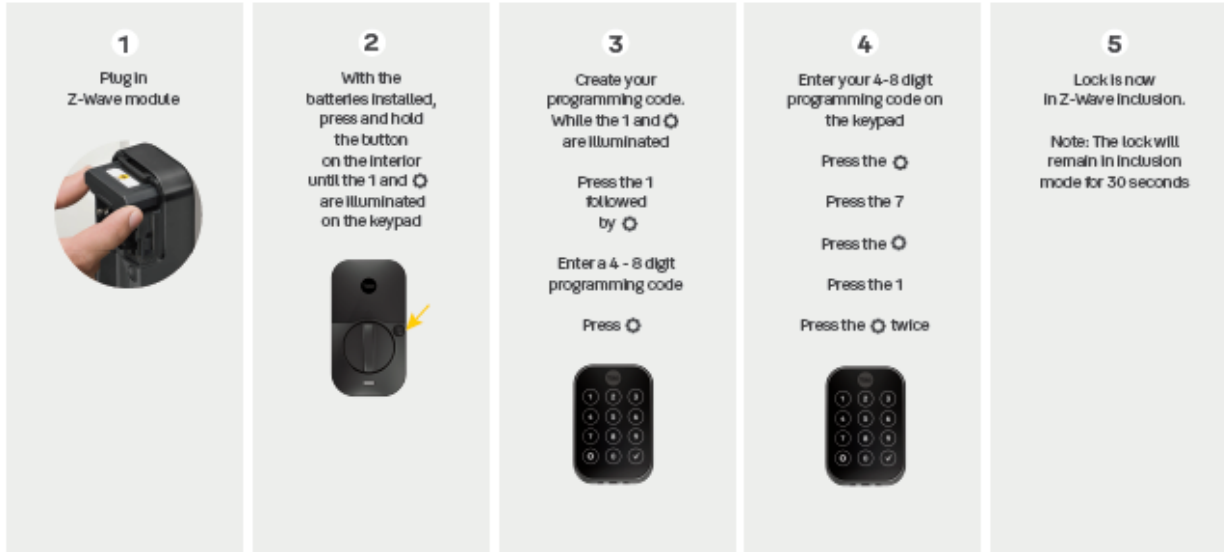 1
Plug in
Z-Wave module
2
With the
batteries installed,
press and hold
the button
on the interior
until the 1 and
are illuminated
on the keypad
3
Create your
programming code.
While the 1 and
are illuminated
Press the 1
followed
by
Enter a 4 - 8 digit
programming code
Press
4
Enter your 4-8 digit
programming code on
the keypad
Press the
Press the 7
Press the
Press the 1
Press the twice
5
Lock is now
in Z-Wave inclusion.
Note: The lock will
remain in inclusion
mode for 30 seconds